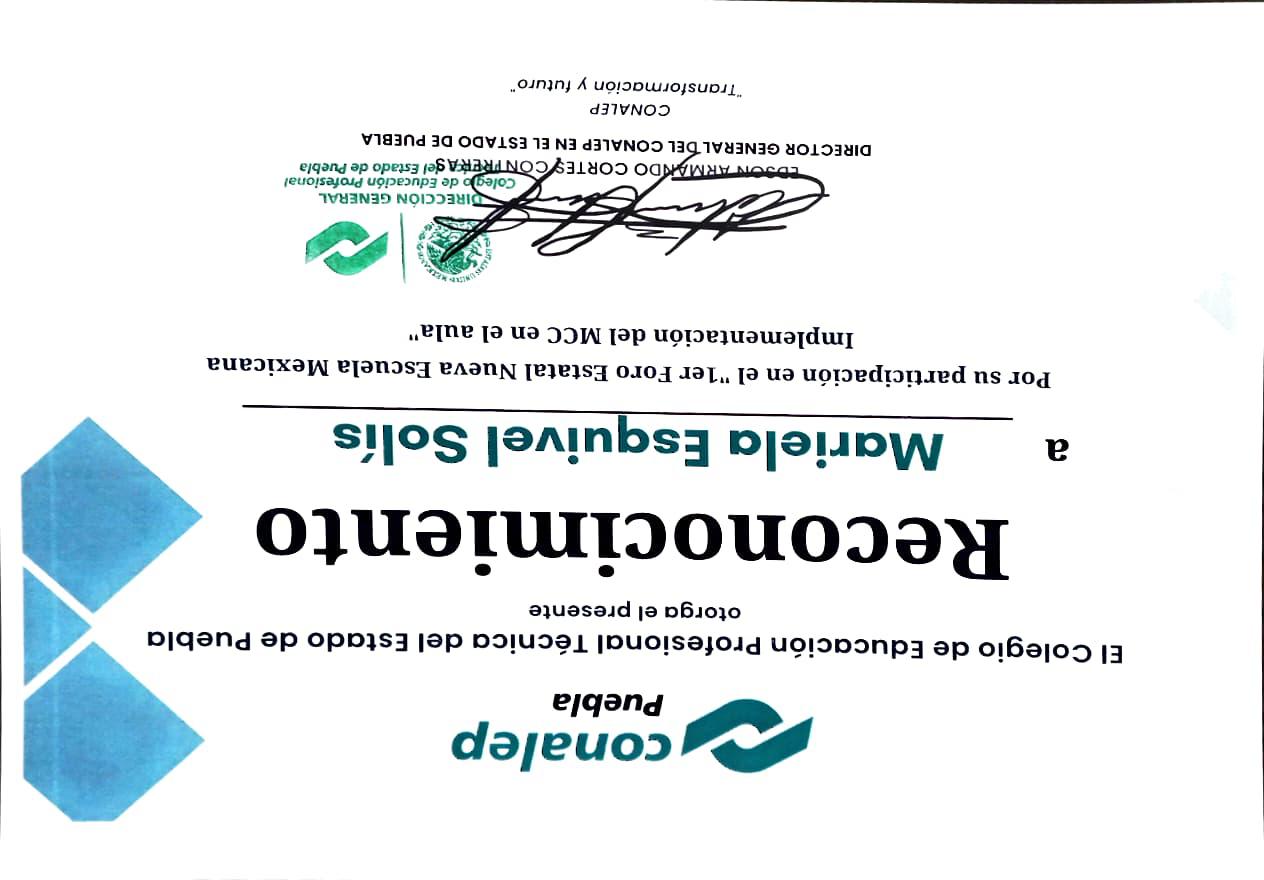 conalep
Puebla
El Colegio de Educación Profesional Técnica del Estado de Puebla
otorga el presente
Reconocimiento
a Mariela Esquivel Solís
Por su participación en el "1er Foro Estatal Nueva Escuela Mexicana
Implementación del MCC en el aula"
ESTADOS UNIDOS MEXICANOS
DIRECCIÓN GENERAL
Colegio de Educación Profesional
Técnica del Estado de Puebla
EDSON ARMANDO CORTES CONTRERAS
DIRECTOR GENERAL DEL CONALEP EN EL ESTADO DE PUEBLA
CONALEP
"Transformación y futuro"